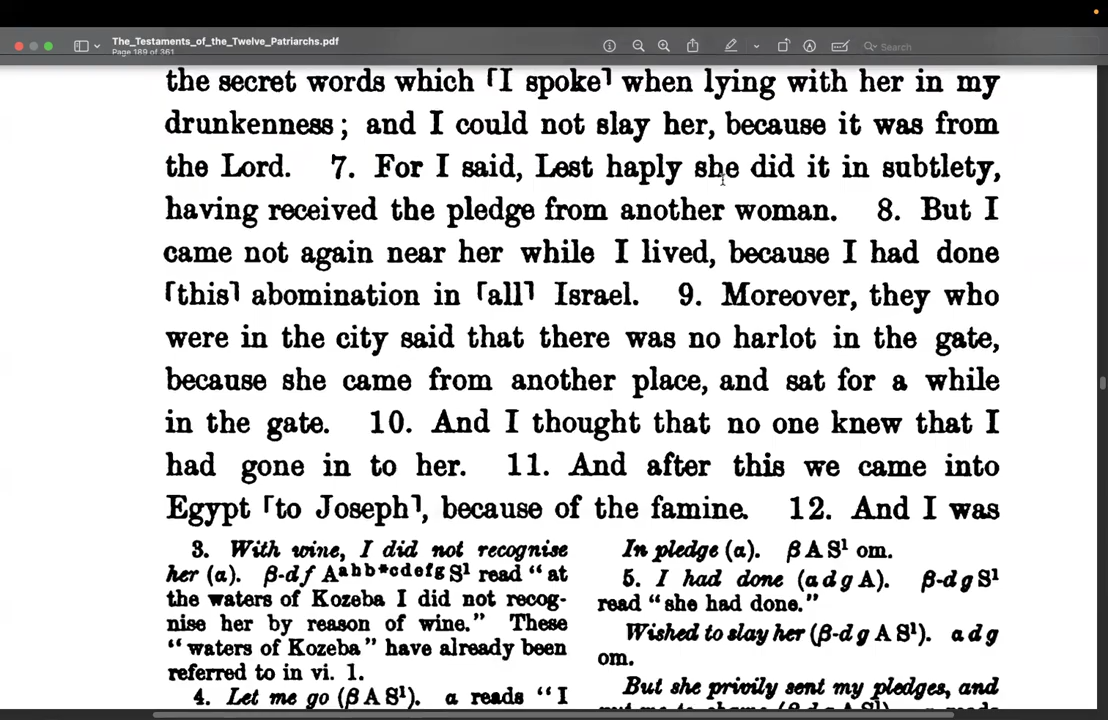 The_Testaments_of_the_Twelve_Patriarchs.pdf
Page 189 of 361
Search
the secret words which ⸢I spoke⸣ when lying with her in my
drunkenness; and I could not slay her, because it was from
the Lord. 7. For I said, Lest haply she did it in subtlety,
having received the pledge from another woman. 8. But I
came not again near her while I lived, because I had done
⸢this⸣ abomination in ⸢all⸣ Israel. 9. Moreover, they who
were in the city said that there was no harlot in the gate,
because she came from another place, and sat for a while
in the gate. 10. And I thought that no one knew that I
had gone in to her. 11. And after this we came into
Egypt ⸢to Joseph⸣, because of the famine. 12. And I was
3. With wine, I did not recognise
her (α). β-d f Aᵃʰᵇ*ᶜᵈᵉᶠᵍ S¹ read “at
the waters of Kozeba I did not recog-
nise her by reason of wine.” These
“waters of Kozeba” have already been
referred to in vi. 1.
4. Let me go (β A S¹). α reads “I
In pledge (α). β A S¹ om.
5. I had done (α d g A). β-d g S¹
read “she had done.”
Wished to slay her (β-d g A S¹). α d g
om.
But she privily sent my pledges, and